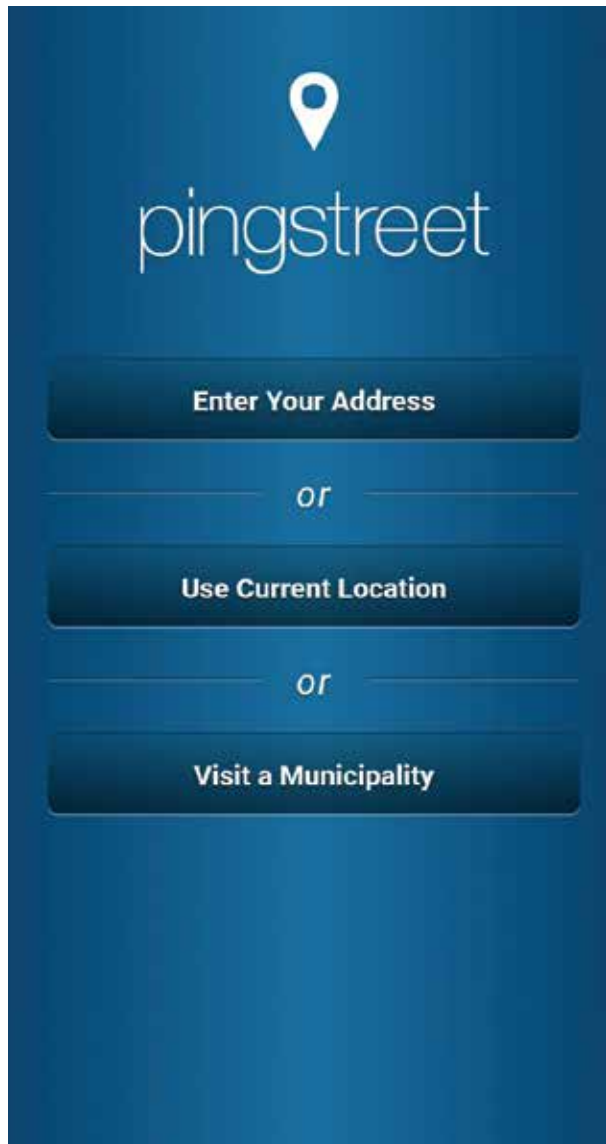 pingstreet
Enter Your Address
or
Use Current Location
or
Visit a Municipality